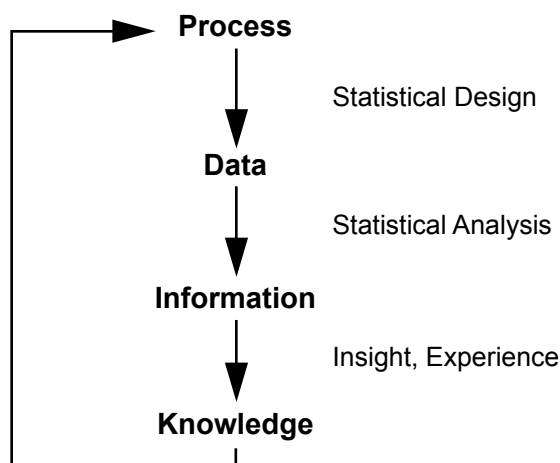 Process
Statistical Design
Data
Statistical Analysis
Information
Insight, Experience
Knowledge